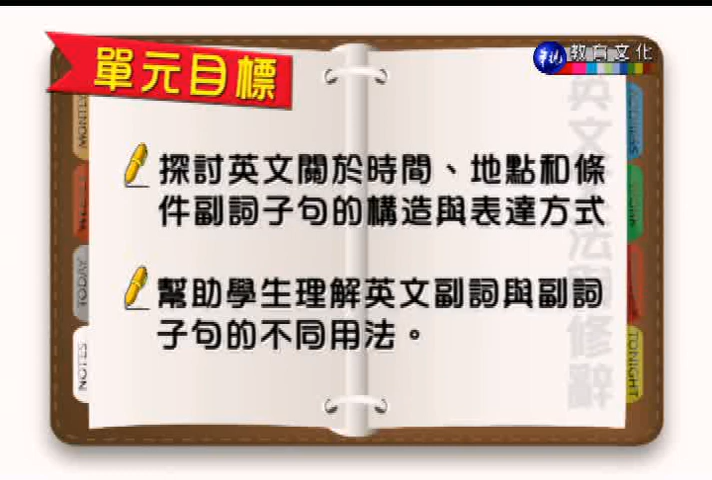 單元目標
教育文化
探討英文關於時間、地點和條
件副詞子句的構造與表達方式
幫助學生理解英文副詞與副詞
子句的不同用法。
英文
法與修辭
TODAY
NOTES
TONIGHT